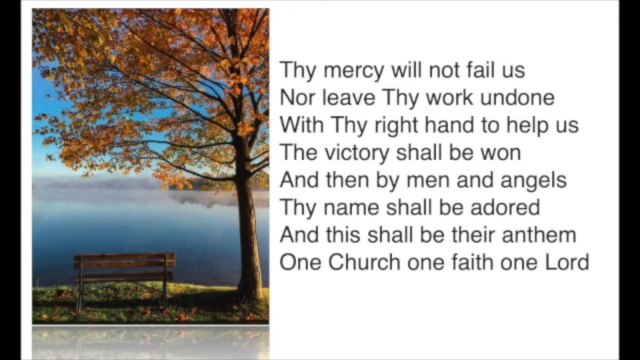 Thy mercy will not fail us
Nor leave Thy work undone
With Thy right hand to help us
The victory shall be won
And then by men and angels
Thy name shall be adored
And this shall be their anthem
One Church one faith one Lord